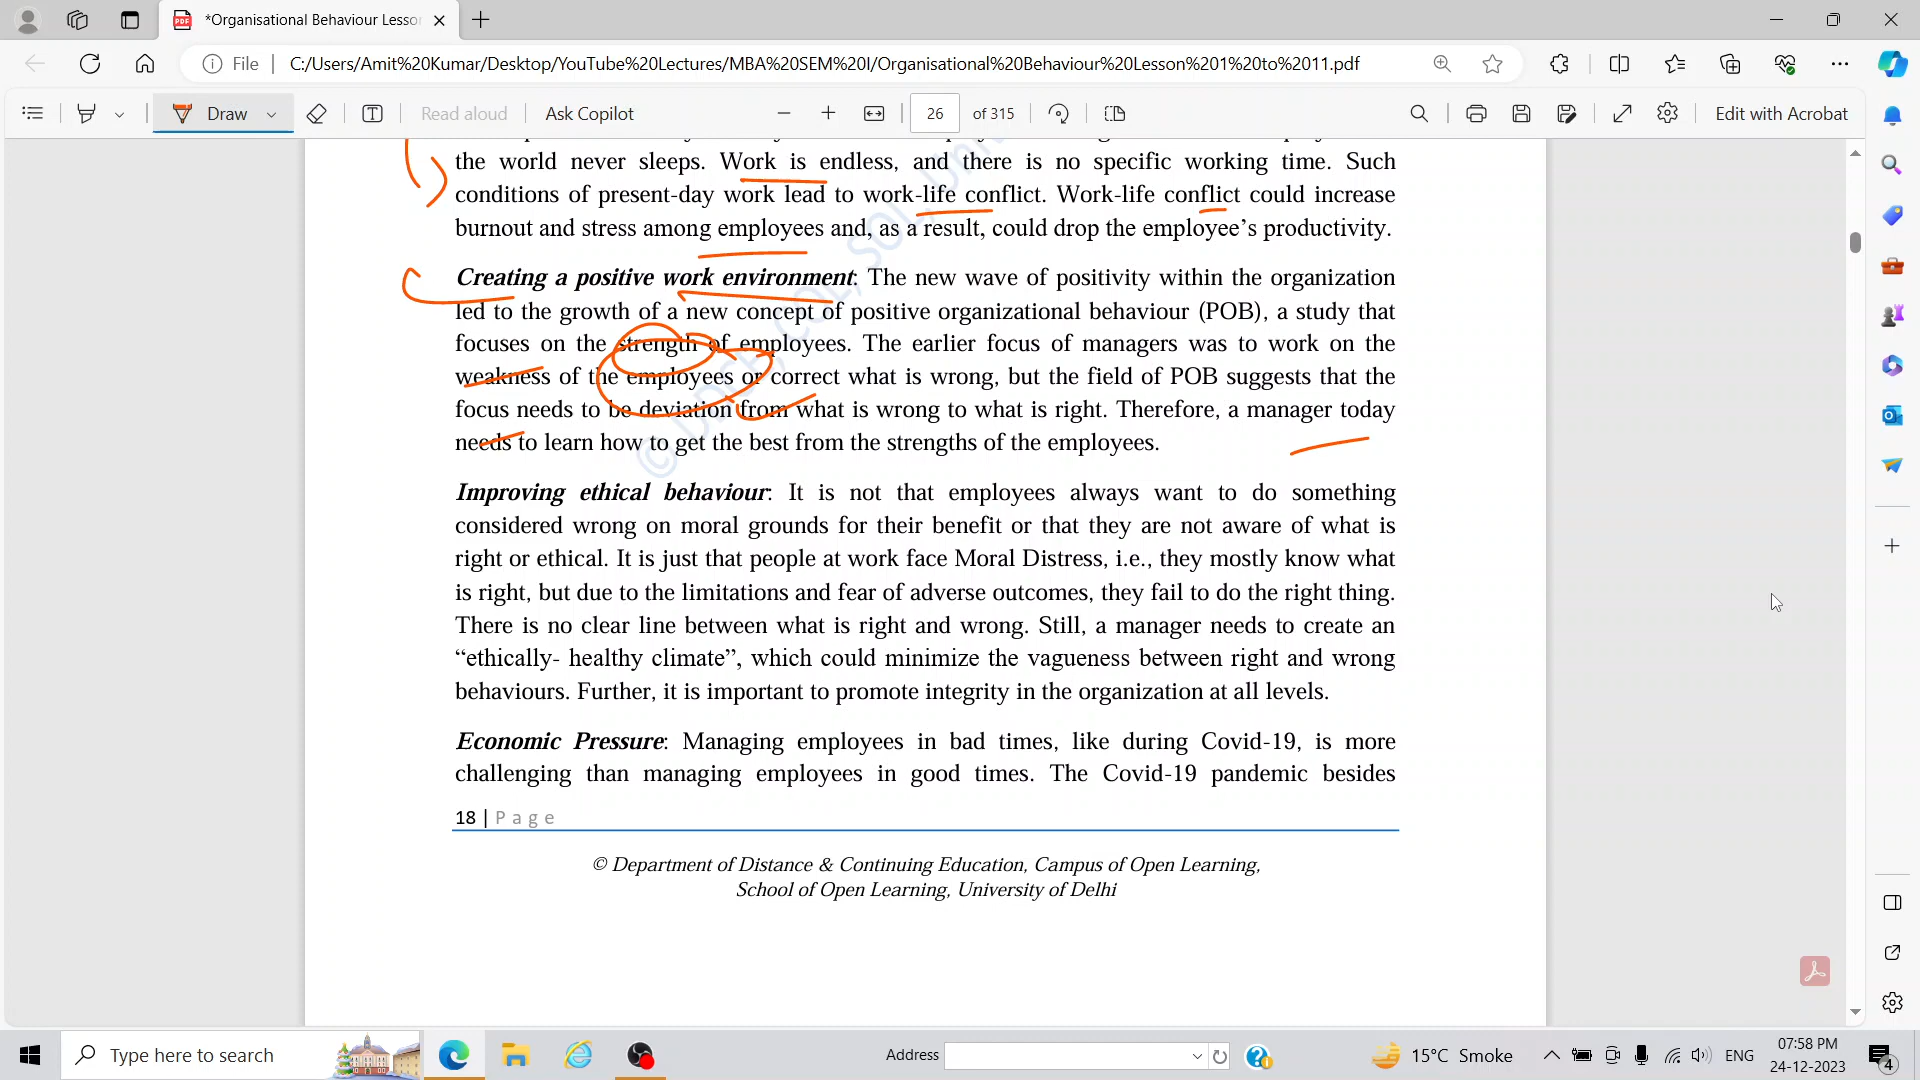 *Organisational Behaviour Lesso
File
C:/Users/Amit%20Kumar/Desktop/YouTube%20Lectures/MBA%20SEM%20I/Organisational%20Behaviour%20Lesson%201%20to%2011.pdf
Draw
Read aloud
Ask Copilot
26 of 315
Edit with Acrobat
the world never sleeps. Work is endless, and there is no specific working time. Such
conditions of present-day work lead to work-life conflict. Work-life conflict could increase
burnout and stress among employees and, as a result, could drop the employee's productivity.
Creating a positive work environment: The new wave of positivity within the organization
led to the growth of a new concept of positive organizational behaviour (POB), a study that
focuses on the strength of employees. The earlier focus of managers was to work on the
weakness of the employees or correct what is wrong, but the field of POB suggests that the
focus needs to be deviation from what is wrong to what is right. Therefore, a manager today
needs to learn how to get the best from the strengths of the employees.
Improving ethical behaviour: It is not that employees always want to do something
considered wrong on moral grounds for their benefit or that they are not aware of what is
right or ethical. It is just that people at work face Moral Distress, i.e., they mostly know what
is right, but due to the limitations and fear of adverse outcomes, they fail to do the right thing.
There is no clear line between what is right and wrong. Still, a manager needs to create an
“ethically- healthy climate”, which could minimize the vagueness between right and wrong
behaviours. Further, it is important to promote integrity in the organization at all levels.
Economic Pressure: Managing employees in bad times, like during Covid-19, is more
challenging than managing employees in good times. The Covid-19 pandemic besides
18 | Page
© Department of Distance & Continuing Education, Campus of Open Learning,
School of Open Learning, University of Delhi
Type here to search
Address
15°C Smoke
ENG
07:58 PM
24-12-2023
4